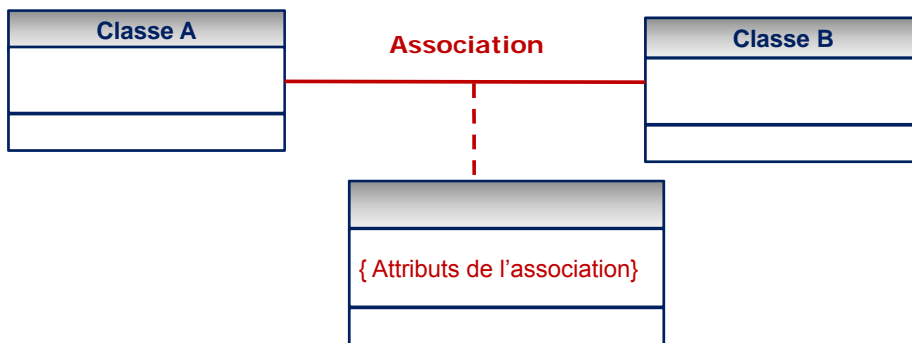 Classe A
Association
Classe B
{ Attributs de l’association}